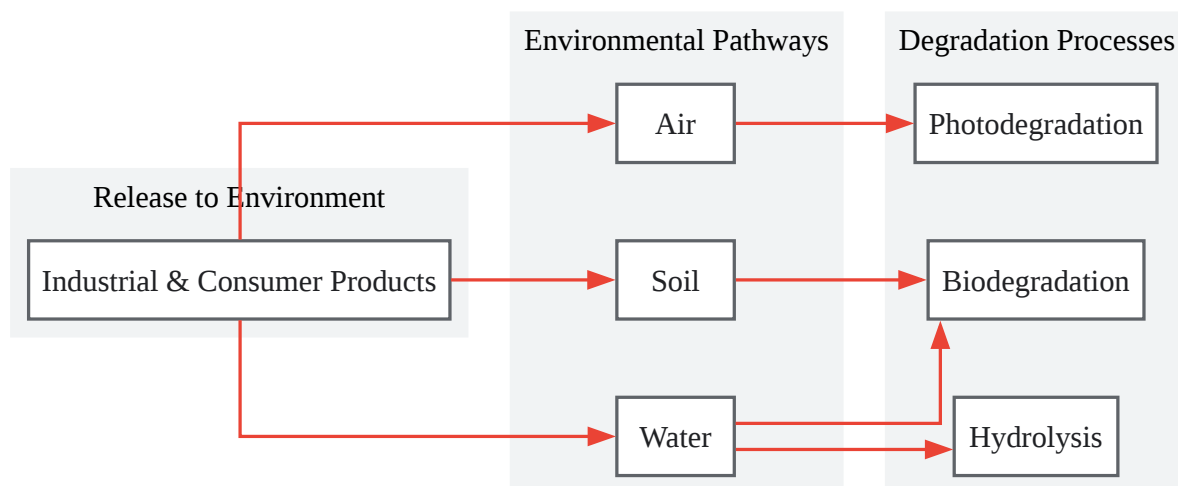 Environmental Pathways
Degradation Processes
Air
Photodegradation
Release to Environment
Industrial & Consumer Products
Soil
Biodegradation
Water
Hydrolysis